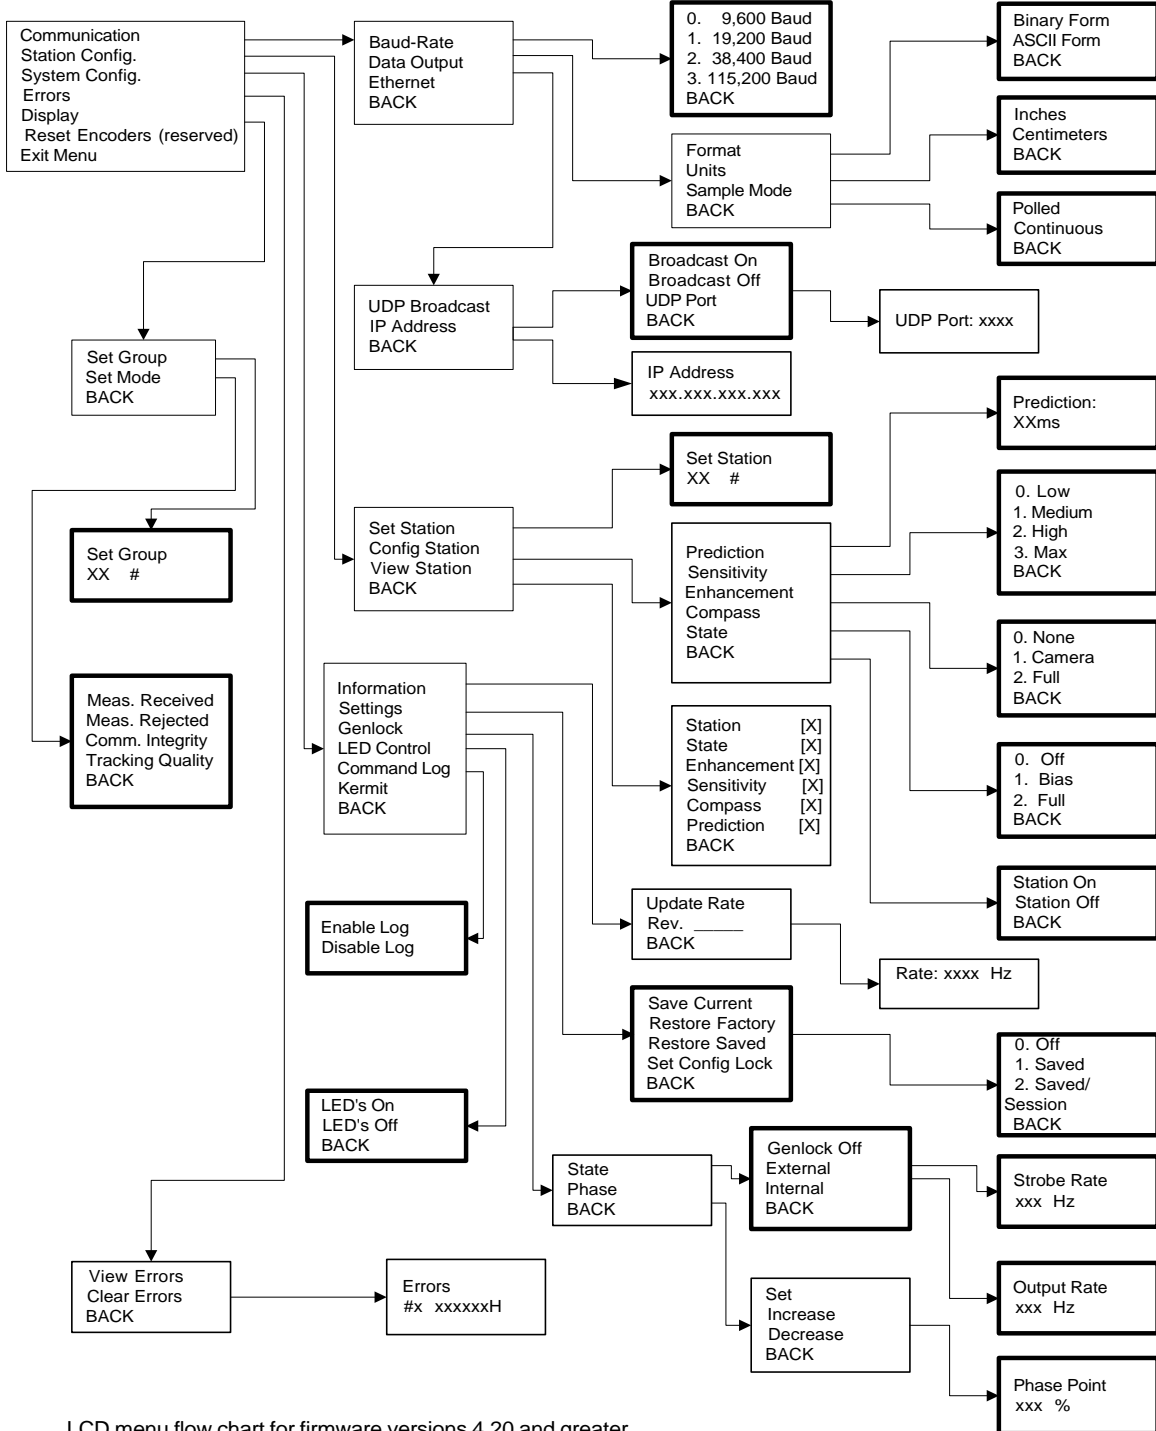 Communication
Station Config.
System Config.
Errors
Display
Reset Encoders (reserved)
Exit Menu
Baud-Rate
Data Output
Ethernet
BACK
0. 9,600 Baud
1. 19,200 Baud
2. 38,400 Baud
3. 115,200 Baud
BACK
Binary Form
ASCII Form
BACK
Inches
Centimeters
BACK
Format
Units
Sample Mode
BACK
Polled
Continuous
BACK
UDP Broadcast
IP Address
BACK
Broadcast On
Broadcast Off
UDP Port
BACK
UDP Port: xxxx
IP Address
xxx.xxx.xxx.xxx
Set Group
Set Mode
BACK
Set Group
XX #
Meas. Received
Meas. Rejected
Comm. Integrity
Tracking Quality
BACK
Set Station
Config Station
View Station
BACK
Set Station
XX #
Prediction
Sensitivity
Enhancement
Compass
State
BACK
Prediction:
XXms
0. Low
1. Medium
2. High
3. Max
BACK
0. None
1. Camera
2. Full
BACK
0. Off
1. Bias
2. Full
BACK
Station On
Station Off
BACK
Station [X]
State [X]
Enhancement [X]
Sensitivity [X]
Compass [X]
Prediction [X]
BACK
Information
Settings
Genlock
LED Control
Command Log
Kermit
BACK
Update Rate
Rev. _____
BACK
Rate: xxxx Hz
Enable Log
Disable Log
Save Current
Restore Factory
Restore Saved
Set Config Lock
BACK
0. Off
1. Saved
2. Saved/
Session
BACK
LED's On
LED's Off
BACK
State
Phase
BACK
Genlock Off
External
Internal
BACK
Strobe Rate
xxx Hz
Output Rate
xxx Hz
Set
Increase
Decrease
BACK
Phase Point
xxx %
View Errors
Clear Errors
BACK
Errors
#x xxxxxxH
LCD menu flow chart for firmware versions 4.20 and greater